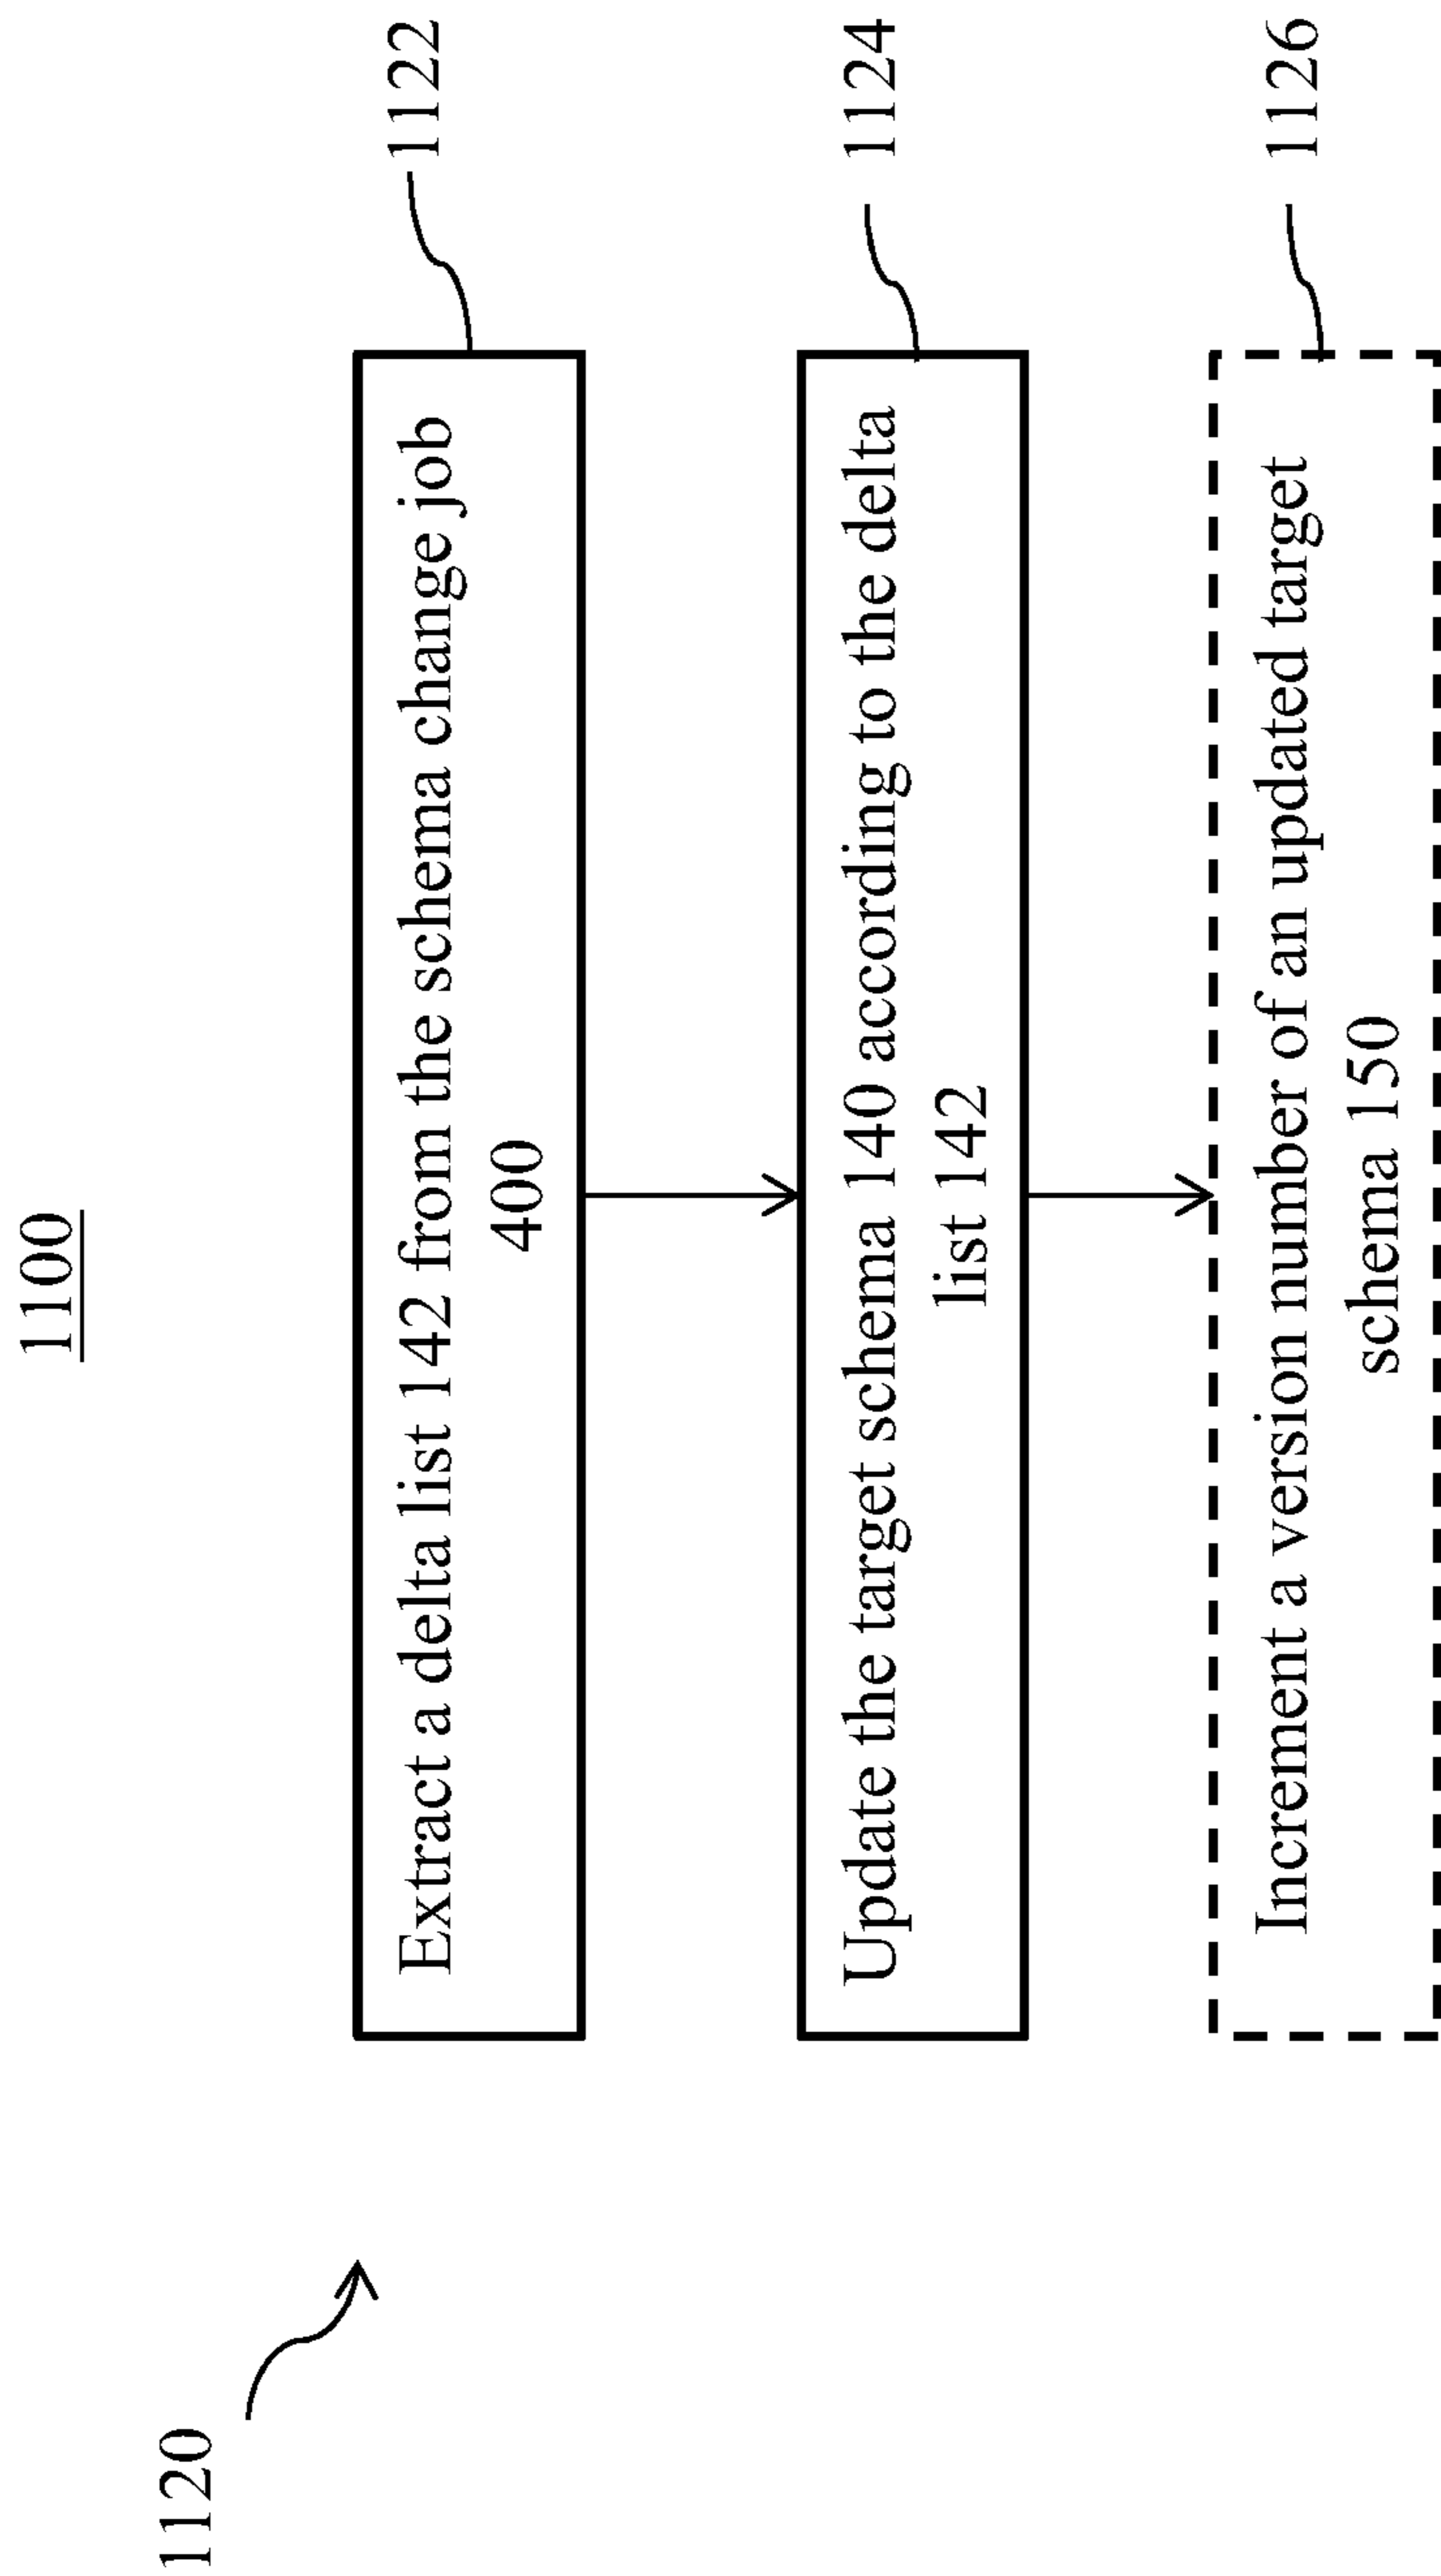 1100
1120
Extract a delta list 142 from the schema change job
400
1122
Update the target schema 140 according to the delta
list 142
1124
Increment a version number of an updated target
schema 150
1126